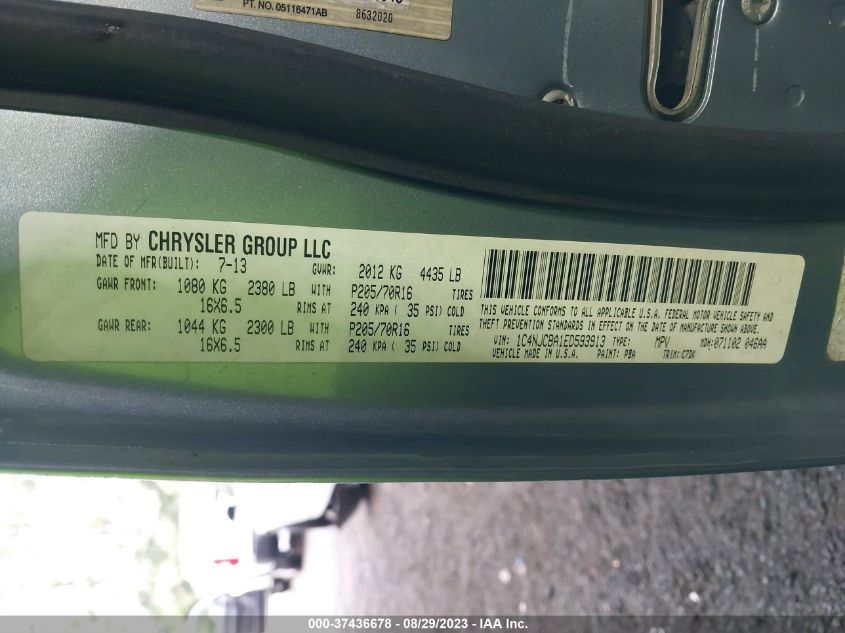 PT. NO. 05116471AB
8632020
MFD BY CHRYSLER GROUP LLC
DATE OF MFR(BUILT): 7-13 GVWR: 2012 KG 4435 LB
GAWR FRONT: 1080 KG 2380 LB WITH P205/70R16 TIRES
16X6.5 RIMS AT 240 KPA ( 35 PSI) COLD
GAWR REAR: 1044 KG 2300 LB WITH P205/70R16 TIRES
16X6.5 RIMS AT 240 KPA ( 35 PSI) COLD
THIS VEHICLE CONFORMS TO ALL APPLICABLE U.S.A. FEDERAL MOTOR VEHICLE SAFETY AND
THEFT PREVENTION STANDARDS IN EFFECT ON THE DATE OF MANUFACTURE SHOWN ABOVE.
VIN: 1C4NJCBA1ED593913 TYPE: MPV MDH: 071102 046AA
VEHICLE MADE IN U.S.A. PAINT: PBA TRIM: C7DK
000-37436678 - 08/29/2023 - IAA Inc.